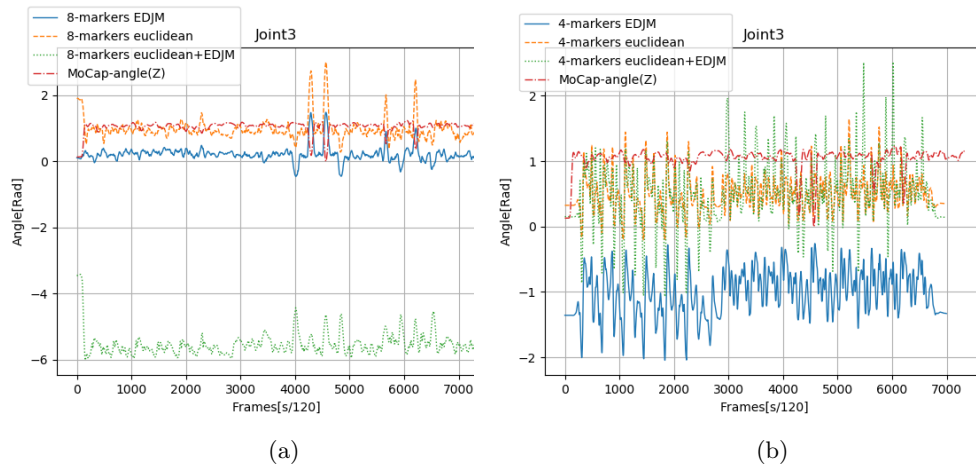 8-markers EDJM
8-markers euclidean
8-markers euclidean+EDJM
MoCap-angle(Z)
Joint3
Angle[Rad]
2
0
−2
−4
−6
0 1000 2000 3000 4000 5000 6000 7000
Frames[s/120]
(a)
4-markers EDJM
4-markers euclidean
4-markers euclidean+EDJM
MoCap-angle(Z)
Joint3
Angle[Rad]
2
1
0
−1
−2
0 1000 2000 3000 4000 5000 6000 7000
Frames[s/120]
(b)